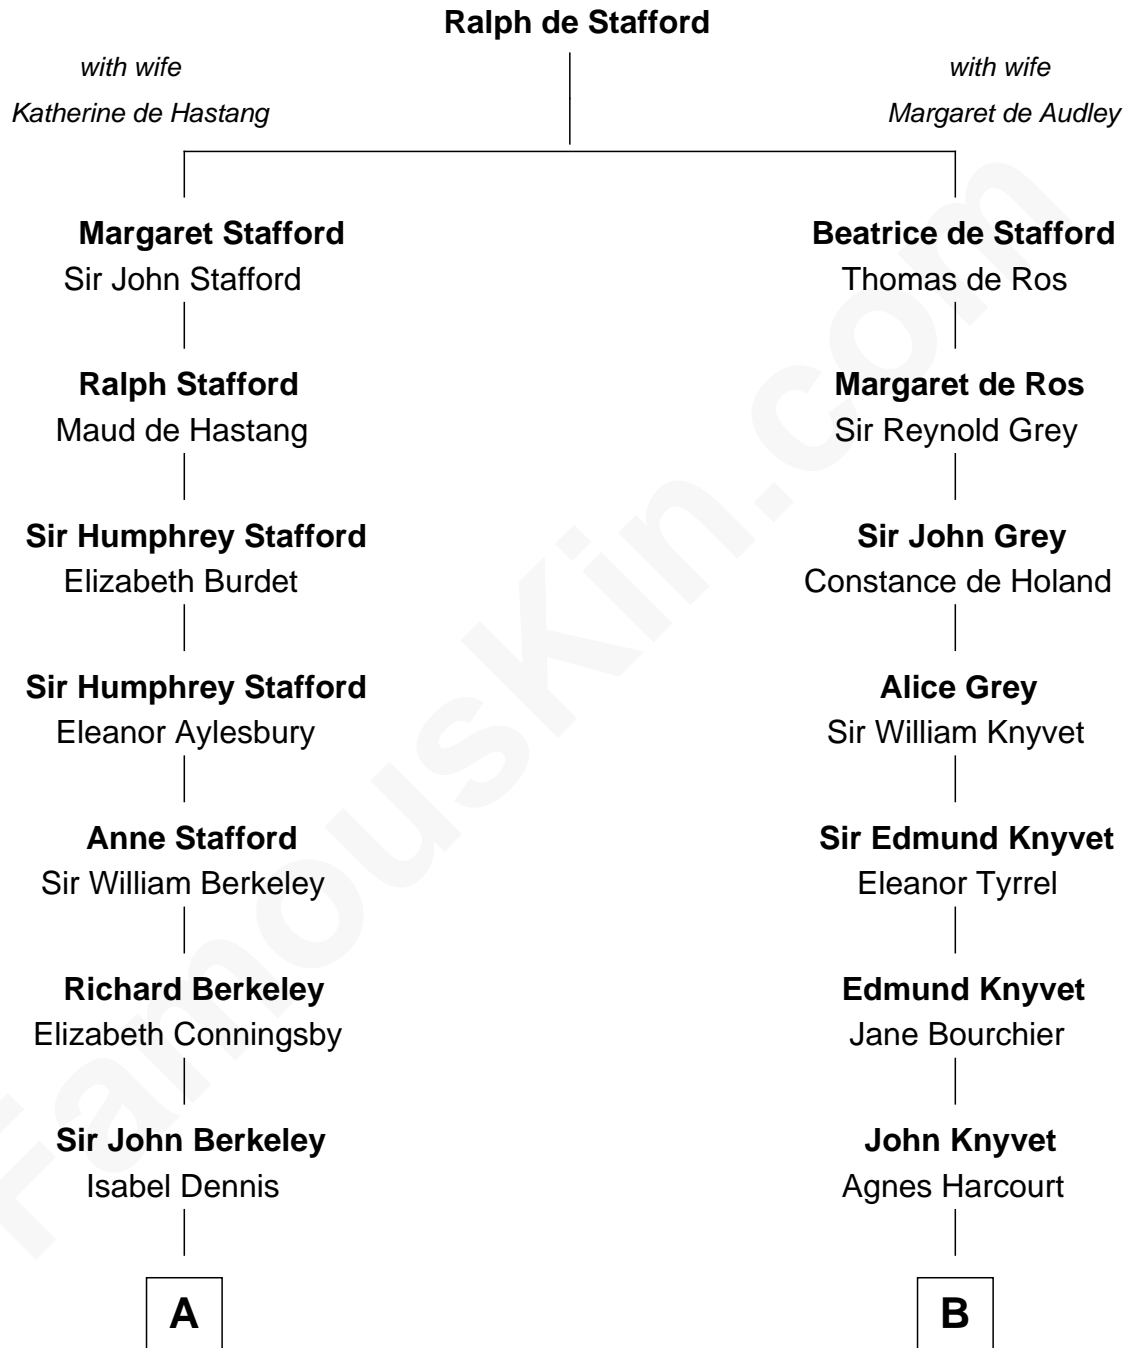 Ralph de Stafford
with wife
Katherine de Hastang
with wife
Margaret de Audley
Margaret Stafford
Sir John Stafford
Beatrice de Stafford
Thomas de Ros
Ralph Stafford
Maud de Hastang
Margaret de Ros
Sir Reynold Grey
Sir Humphrey Stafford
Elizabeth Burdet
Sir John Grey
Constance de Holand
Sir Humphrey Stafford
Eleanor Aylesbury
Alice Grey
Sir William Knyvet
Anne Stafford
Sir William Berkeley
Sir Edmund Knyvet
Eleanor Tyrrel
Richard Berkeley
Elizabeth Conningsby
Edmund Knyvet
Jane Bourchier
Sir John Berkeley
Isabel Dennis
John Knyvet
Agnes Harcourt
A
B
FamousKin.com